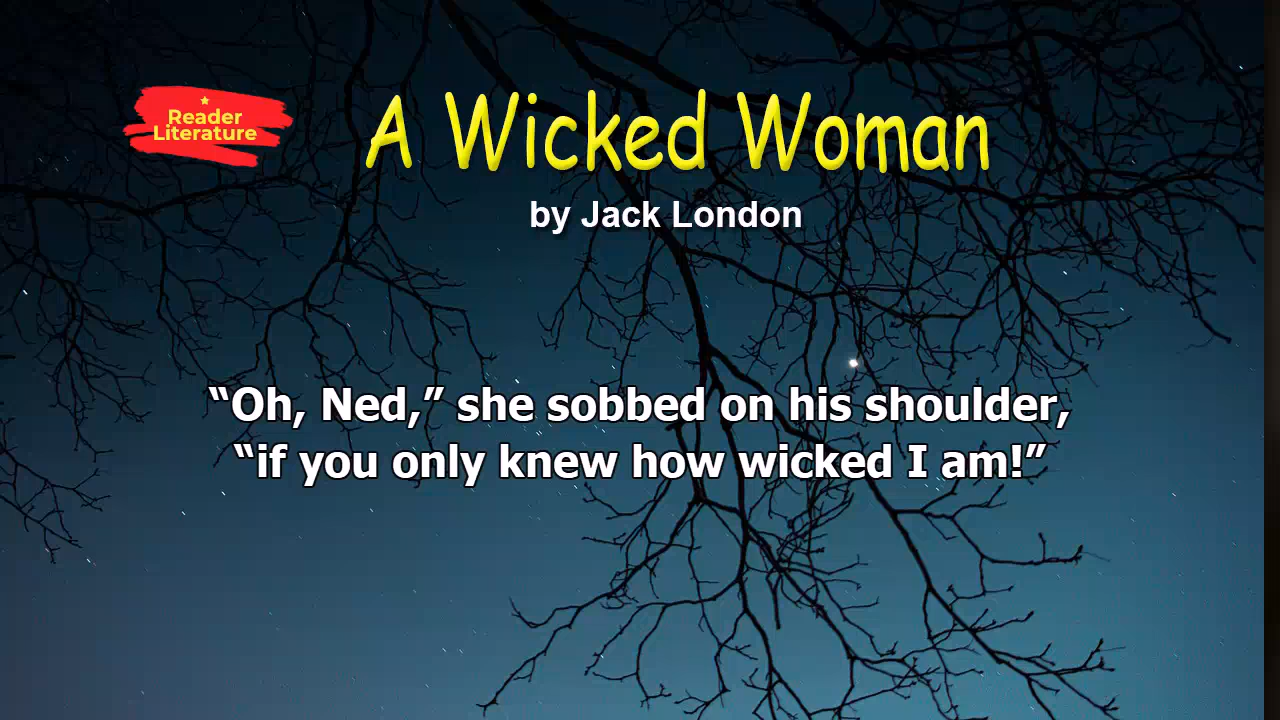 Reader
Literature
A Wicked Woman
by Jack London
“Oh, Ned,” she sobbed on his shoulder,
“if you only knew how wicked I am!”